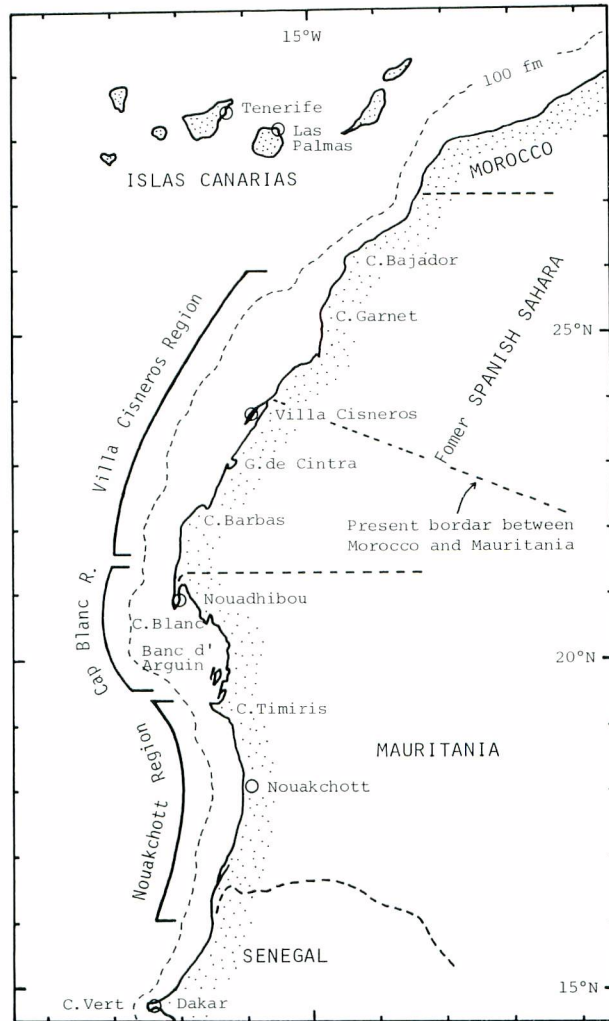 15°W
100 fm
Tenerife
Las
Palmas
ISLAS CANARIAS
MOROCCO
C.Bajador
C.Garnet
25°N
Villa Cisneros Region
Fomer SPANISH SAHARA
Villa Cisneros
G.de Cintra
C.Barbas
Present bordar between
Morocco and Mauritania
Cap Blanc R.
Nouadhibou
C.Blanc
Banc d'
Arguin
20°N
C.Timiris
MAURITANIA
Nouakchott Region
Nouakchott
SENEGAL
15°N
C.Vert
Dakar